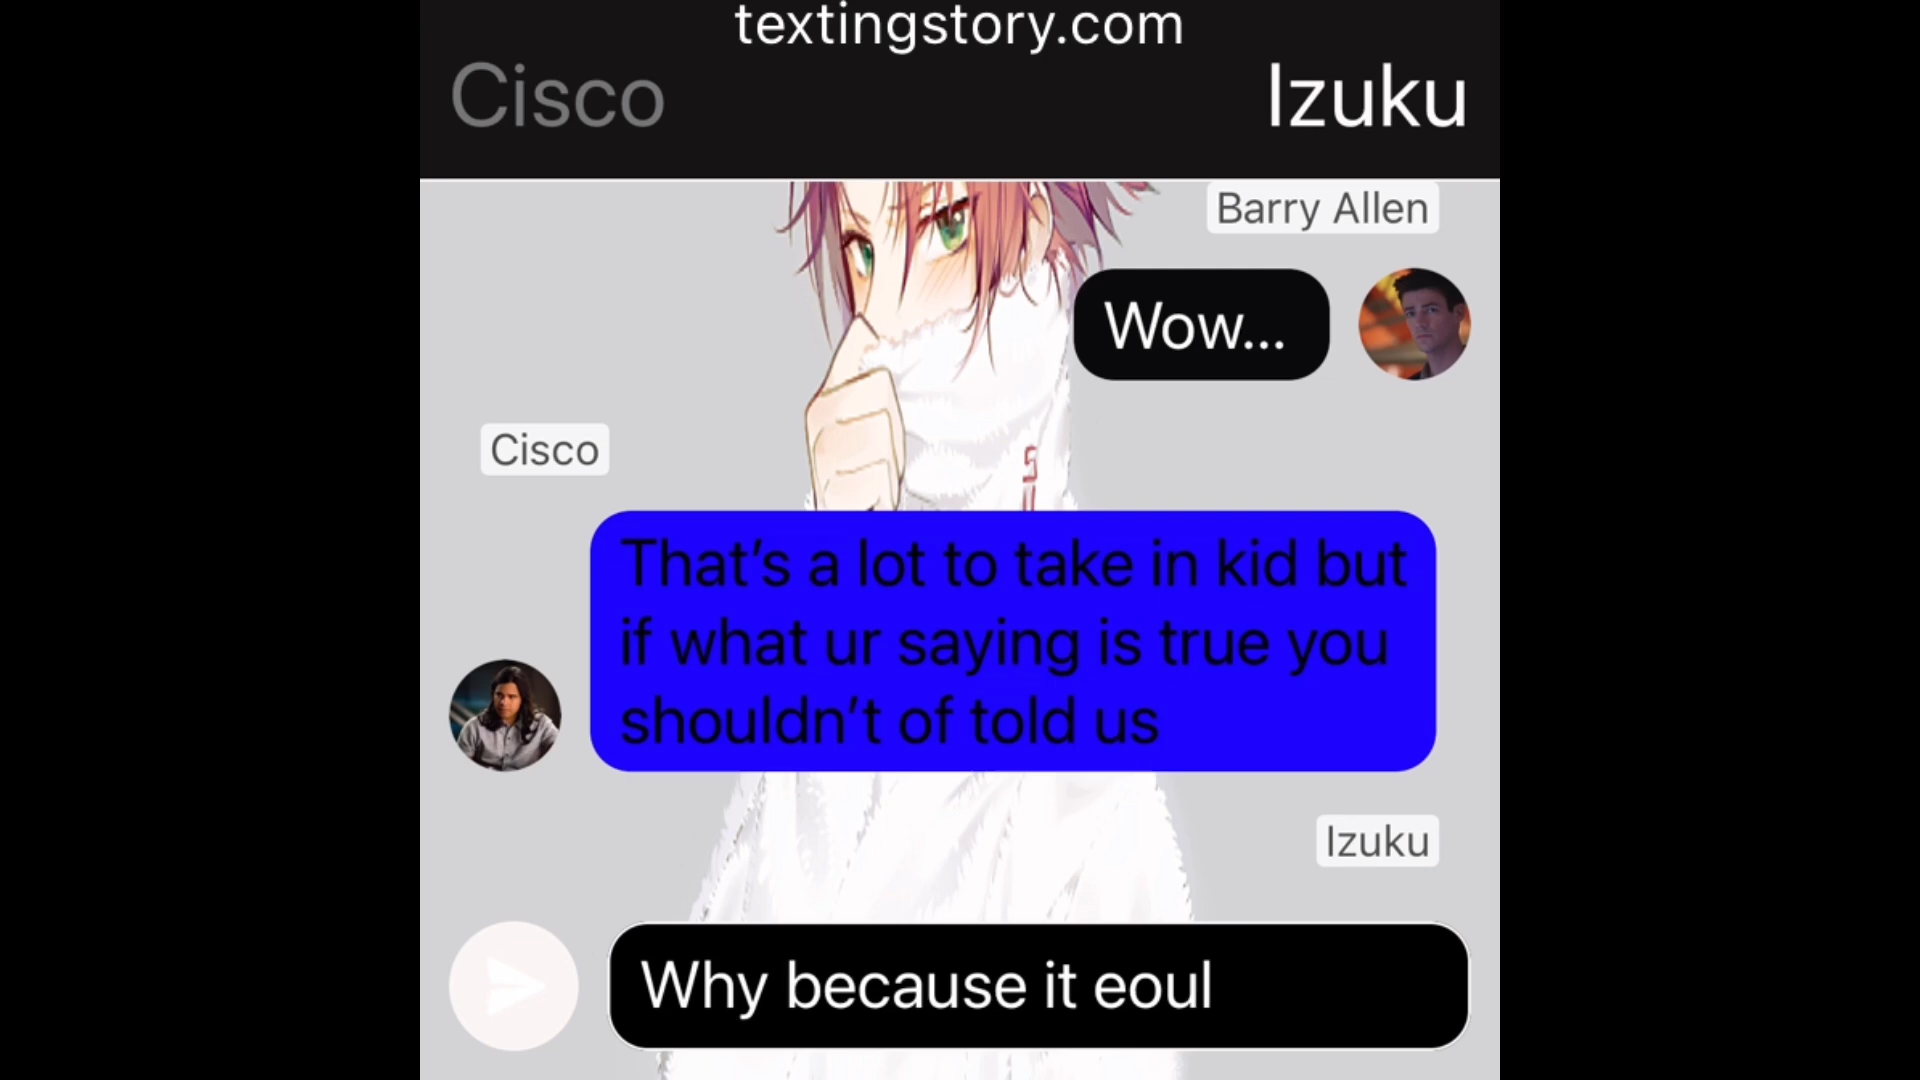 textingstory.com
Cisco
Izuku
Barry Allen
Wow...
Cisco
That's a lot to take in kid but
if what ur saying is true you
shouldn't of told us
Izuku
Why because it eoul